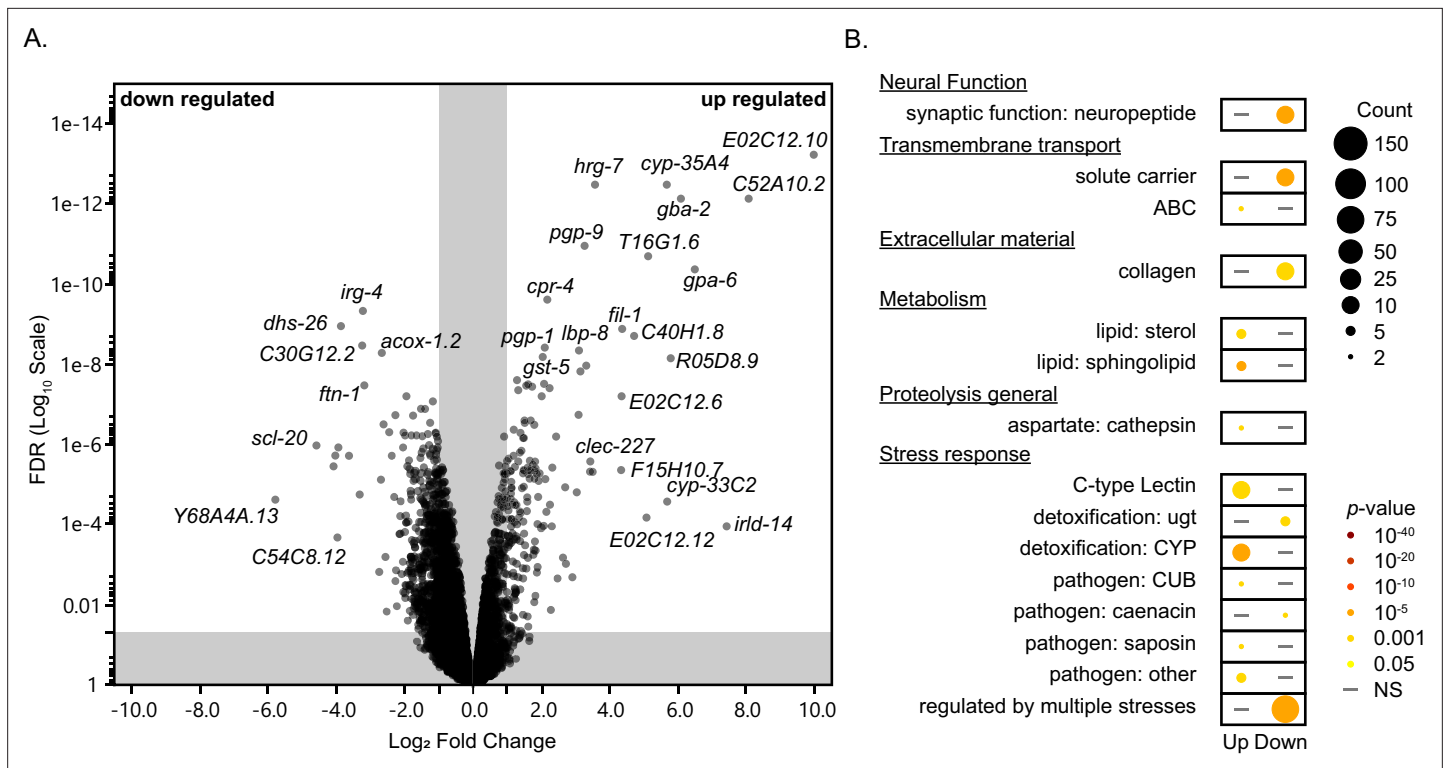 A.
down regulated
up regulated
1e-14
1e-12
1e-10
1e-8
1e-6
1e-4
0.01
1
FDR (Log₁₀ Scale)
E02C12.10
hrg-7
cyp-35A4
C52A10.2
gba-2
pgp-9
T16G1.6
gpa-6
cpr-4
irg-4
fil-1
dhs-26
C40H1.8
pgp-1
lbp-8
acox-1.2
C30G12.2
R05D8.9
gst-5
ftn-1
E02C12.6
scl-20
clec-227
F15H10.7
cyp-33C2
Y68A4A.13
irld-14
E02C12.12
C54C8.12
-10.0 -8.0 -6.0 -4.0 -2.0 0.0 2.0 4.0 6.0 8.0 10.0
Log₂ Fold Change
B.
Neural Function
synaptic function: neuropeptide
Transmembrane transport
solute carrier
ABC
Extracellular material
collagen
Metabolism
lipid: sterol
lipid: sphingolipid
Proteolysis general
aspartate: cathepsin
Stress response
C-type Lectin
detoxification: ugt
detoxification: CYP
pathogen: CUB
pathogen: caenacin
pathogen: saposin
pathogen: other
regulated by multiple stresses
Up Down
Count
150
100
75
50
25
10
5
2
p-value
10⁻⁴⁰
10⁻²⁰
10⁻¹⁰
10⁻⁵
0.001
0.05
NS